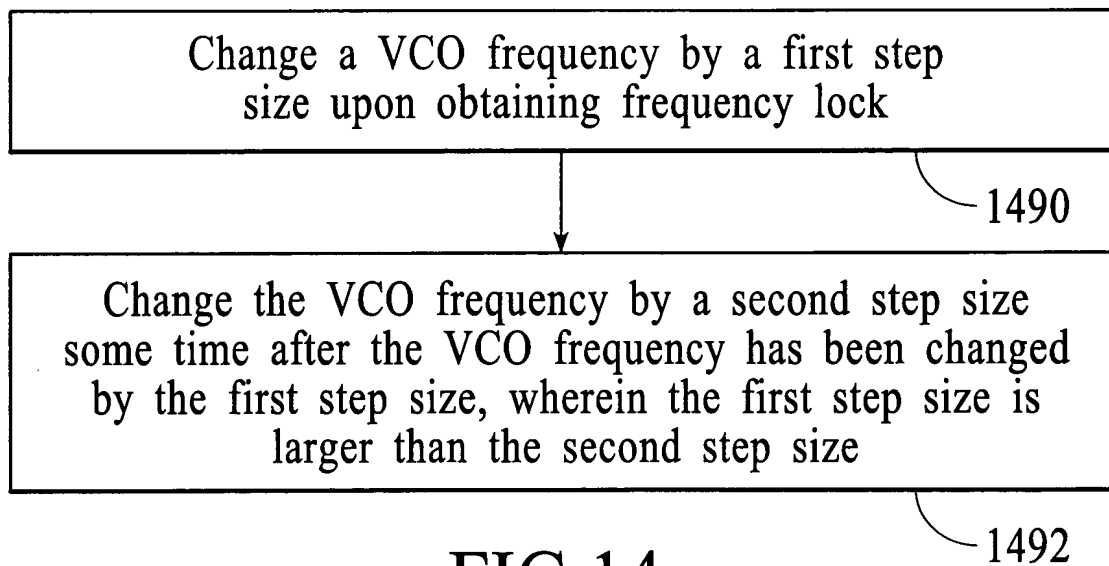 Change a VCO frequency by a first step
size upon obtaining frequency lock
1490
Change the VCO frequency by a second step size
some time after the VCO frequency has been changed
by the first step size, wherein the first step size is
larger than the second step size
1492
FIG.14